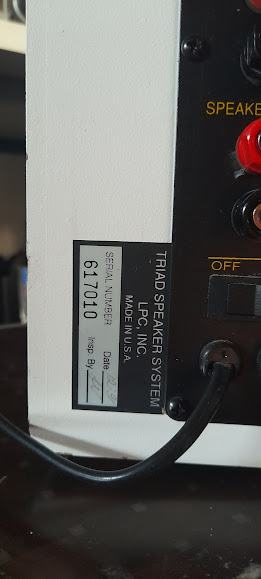 SPEAKE
OFF
TRIAD SPEAKER SYSTEM
LPC, INC.
MADE IN U.S.A.
SERIAL NUMBER Date
617010 Insp. By